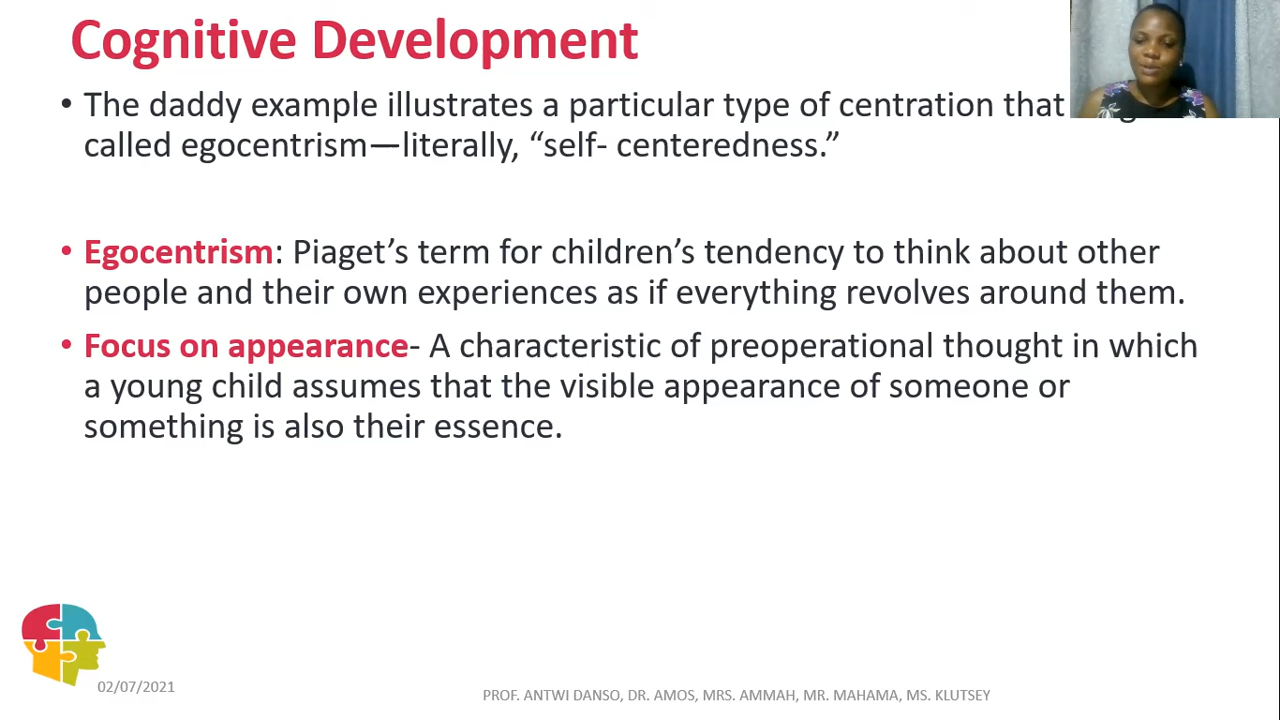 Cognitive Development
• The daddy example illustrates a particular type of centration that
called egocentrism—literally, “self- centeredness.”
• Egocentrism: Piaget’s term for children’s tendency to think about other
people and their own experiences as if everything revolves around them.
• Focus on appearance- A characteristic of preoperational thought in which
a young child assumes that the visible appearance of someone or
something is also their essence.
02/07/2021
PROF. ANTWI DANSO, DR. AMOS, MRS. AMMAH, MR. MAHAMA, MS. KLUTSEY